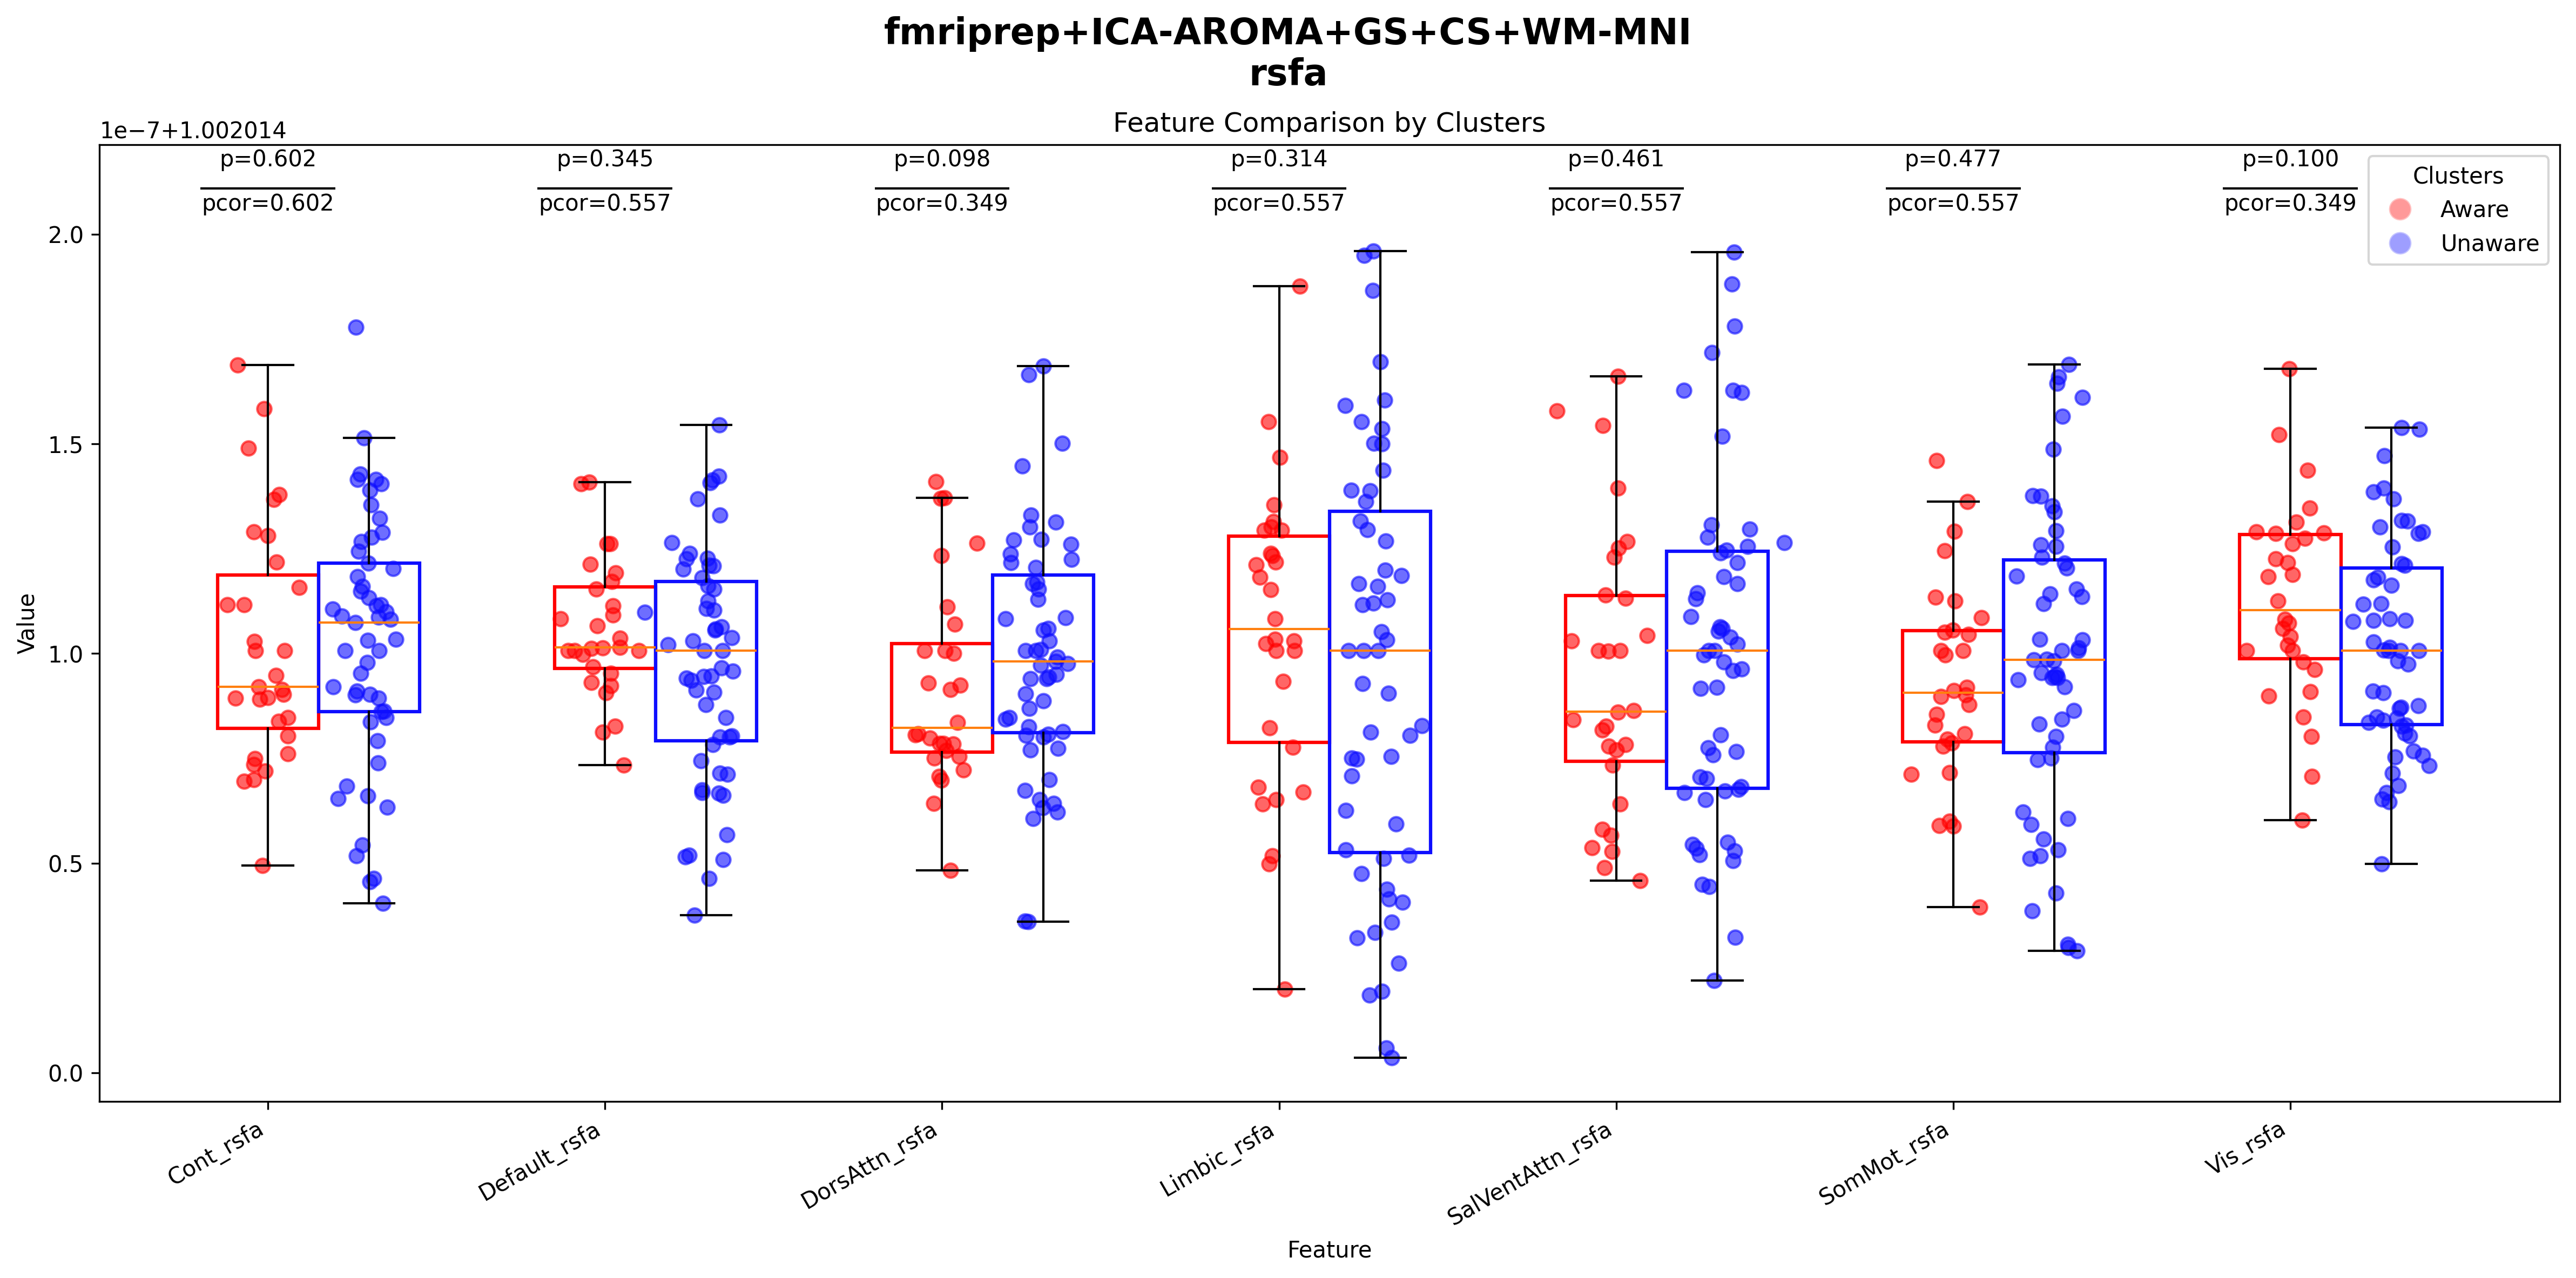 fmriprep+ICA-AROMA+GS+CS+WM-MNI
rsfa
Feature Comparison by Clusters
1e−7+1.002014
p=0.602 p=0.345 p=0.098 p=0.314 p=0.461 p=0.477 p=0.100
pcor=0.602 pcor=0.557 pcor=0.349 pcor=0.557 pcor=0.557 pcor=0.557 pcor=0.349
Clusters
Aware
Unaware
2.0
1.5
1.0
0.5
0.0
Value
Cont_rsfa Default_rsfa DorsAttn_rsfa Limbic_rsfa SalVentAttn_rsfa SomMot_rsfa Vis_rsfa
Feature